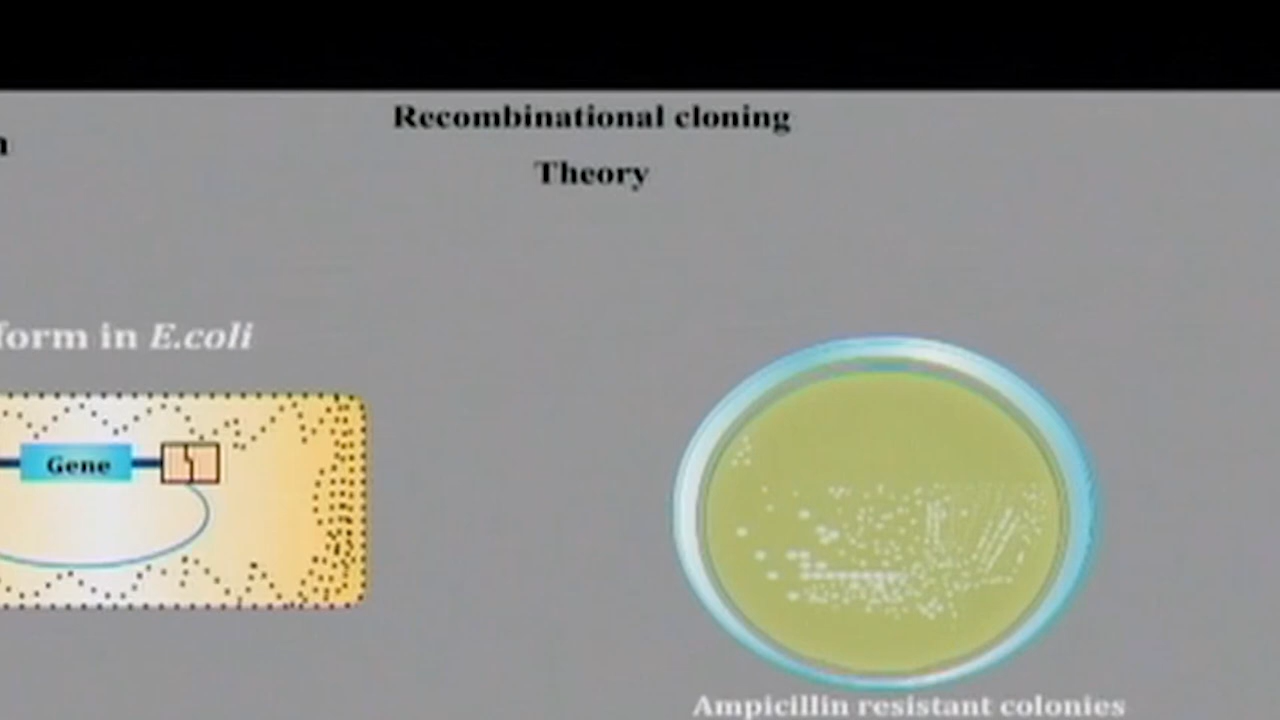 Recombinational cloning
Theory
form in E.coli
Gene
Ampicillin resistant colonies